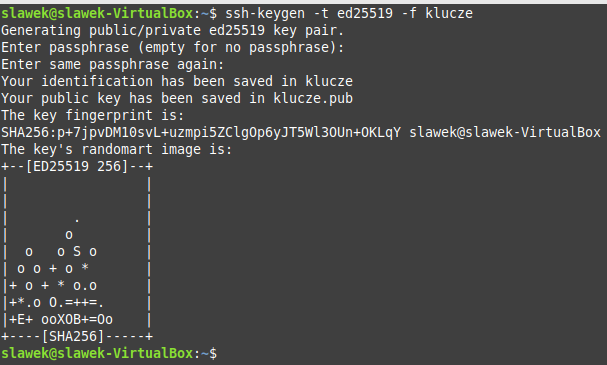 slawek@slawek-VirtualBox:~$ ssh-keygen -t ed25519 -f klucze
Generating public/private ed25519 key pair.
Enter passphrase (empty for no passphrase):
Enter same passphrase again:
Your identification has been saved in klucze
Your public key has been saved in klucze.pub
The key fingerprint is:
SHA256:p+7jpvDM10svL+uzmpi5ZClgOp6yJT5Wl3OUn+OKLqY slawek@slawek-VirtualBox
The key's randomart image is:
+--[ED25519 256]--+
|                 |
|                 |
|        .        |
|       o         |
|  o   o S o      |
| o o + o *       |
|+ o + * o.o      |
|+*.o O.=++=.     |
|+E+ ooXOB+=Oo    |
+----[SHA256]-----+
slawek@slawek-VirtualBox:~$